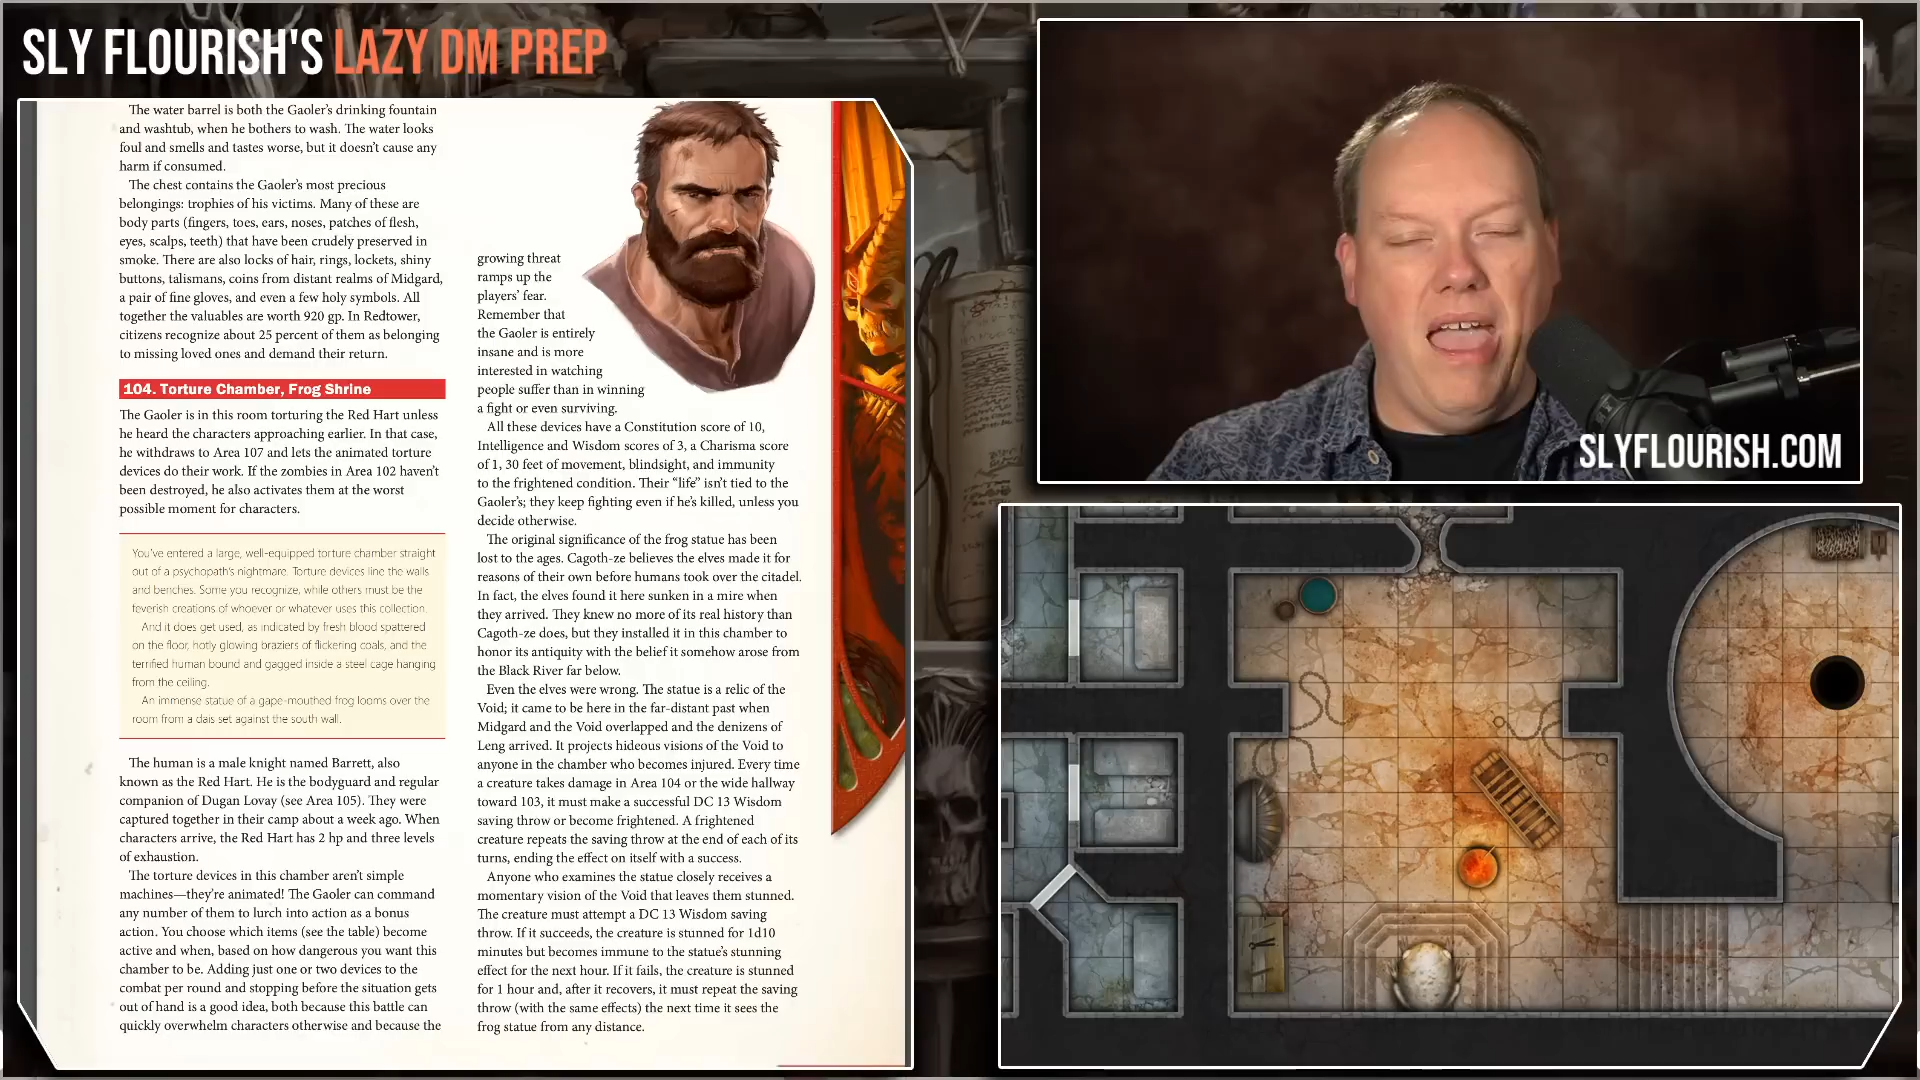 SLY FLOURISH'S LAZY DM PREP
The water barrel is both the Gaoler's drinking fountain
and washtub, when he bothers to wash. The water looks
foul and smells and tastes worse, but it doesn't cause any
harm if consumed.
The chest contains the Gaoler's most precious
belongings: trophies of his victims. Many of these are
body parts (fingers, toes, ears, noses, patches of flesh,
eyes, scalps, teeth) that have been crudely preserved in
smoke. There are also locks of hair, rings, lockets, shiny
buttons, talismans, coins from distant realms of Midgard,
a pair of fine gloves, and even a few holy symbols. All
together the valuables are worth 920 gp. In Redtower,
citizens recognize about 25 percent of them as belonging
to missing loved ones and demand their return.
104. Torture Chamber, Frog Shrine
The Gaoler is in this room torturing the Red Hart unless
he heard the characters approaching earlier. In that case,
he withdraws to Area 107 and lets the animated torture
devices do their work. If the zombies in Area 102 haven't
been destroyed, he also activates them at the worst
possible moment for characters.
You've entered a large, well-equipped torture chamber straight
out of a psychopath's nightmare. Torture devices line the walls
and benches. Some you recognize, while others must be the
feverish creations of whoever or whatever uses this collection.
And it does get used, as indicated by fresh blood spattered
on the floor, hotly glowing braziers of flickering coals, and the
terrified human bound and gagged inside a steel cage hanging
from the ceiling.
An immense statue of a gape-mouthed frog looms over the
room from a dais set against the south wall.
The human is a male knight named Barrett, also
known as the Red Hart. He is the bodyguard and regular
companion of Dugan Lovay (see Area 105). They were
captured together in their camp about a week ago. When
characters arrive, the Red Hart has 2 hp and three levels
of exhaustion.
The torture devices in this chamber aren't simple
machines—they're animated! The Gaoler can command
any number of them to lurch into action as a bonus
action. You choose which items (see the table) become
active and when, based on how dangerous you want this
chamber to be. Adding just one or two devices to the
combat per round and stopping before the situation gets
out of hand is a good idea, both because this battle can
quickly overwhelm characters otherwise and because the
growing threat
ramps up the
players' fear.
Remember that
the Gaoler is entirely
insane and is more
interested in watching
people suffer than in winning
a fight or even surviving.
All these devices have a Constitution score of 10,
Intelligence and Wisdom scores of 3, a Charisma score
of 1, 30 feet of movement, blindsight, and immunity
to the frightened condition. Their “life” isn't tied to the
Gaoler's; they keep fighting even if he's killed, unless you
decide otherwise.
The original significance of the frog statue has been
lost to the ages. Cagoth-ze believes the elves made it for
reasons of their own before humans took over the citadel.
In fact, the elves found it here sunken in a mire when
they arrived. They knew no more of its real history than
Cagoth-ze does, but they installed it in this chamber to
honor its antiquity with the belief it somehow arose from
the Black River far below.
Even the elves were wrong. The statue is a relic of the
Void; it came to be here in the far-distant past when
Midgard and the Void overlapped and the denizens of
Leng arrived. It projects hideous visions of the Void to
anyone in the chamber who becomes injured. Every time
a creature takes damage in Area 104 or the wide hallway
toward 103, it must make a successful DC 13 Wisdom
saving throw or become frightened. A frightened
creature repeats the saving throw at the end of each of its
turns, ending the effect on itself with a success.
Anyone who examines the statue closely receives a
momentary vision of the Void that leaves them stunned.
The creature must attempt a DC 13 Wisdom saving
throw. If it succeeds, the creature is stunned for 1d10
minutes but becomes immune to the statue's stunning
effect for the next hour. If it fails, the creature is stunned
for 1 hour and, after it recovers, it must repeat the saving
throw (with the same effects) the next time it sees the
frog statue from any distance.
SLYFLOURISH.COM